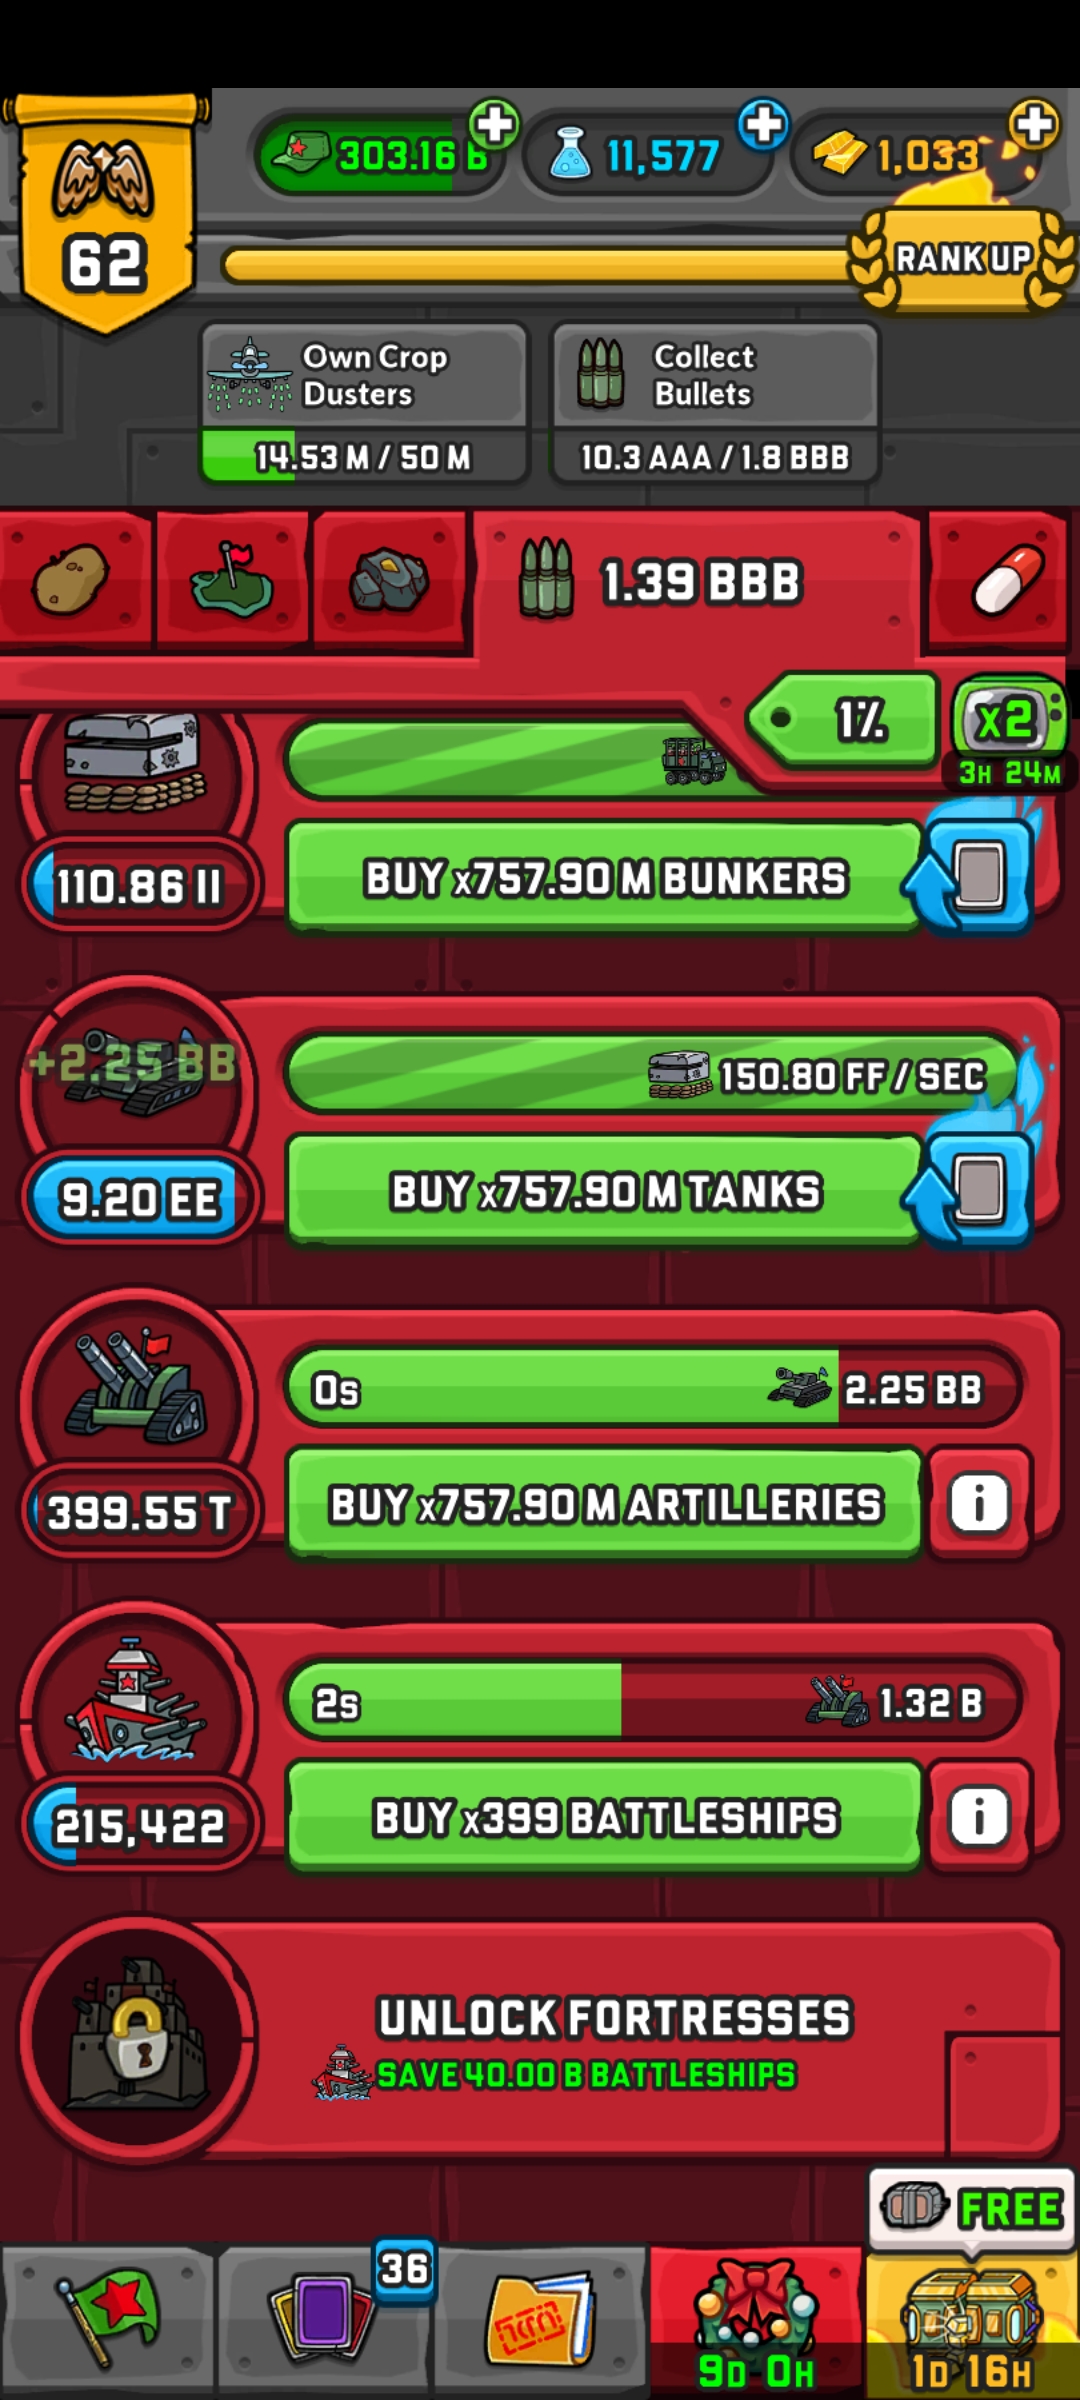 303.16 B
11,577
1,033
62
RANK UP
Own Crop
Dusters
14.53 M / 50 M
Collect
Bullets
10.3 AAA / 1.8 BBB
1.39 BBB
1%
x2
3H 24M
110.86 II
BUY x757.90 M BUNKERS
+2.25 BB
150.80 FF / SEC
9.20 EE
BUY x757.90 M TANKS
0s
2.25 BB
399.55 T
BUY x757.90 M ARTILLERIES
i
2s
1.32 B
215,422
BUY x399 BATTLESHIPS
i
UNLOCK FORTRESSES
SAVE 40.00 B BATTLESHIPS
FREE
36
9D 0H
1D 16H